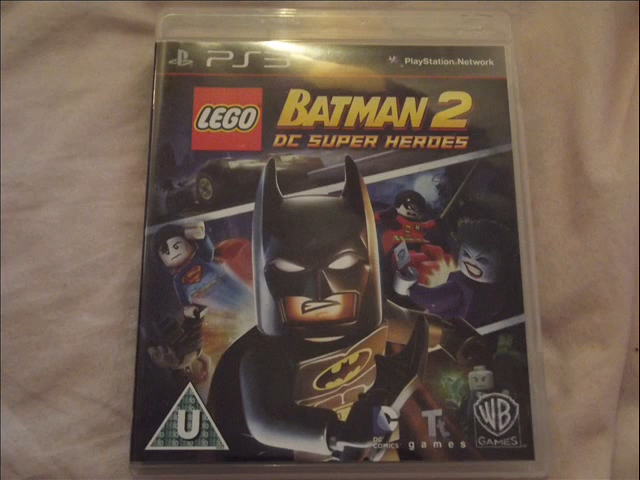 PS3
PlayStation®Network
LEGO
BATMAN 2
DC SUPER HEROES
U
DC
COMICS
Tt
games
WB
GAMES